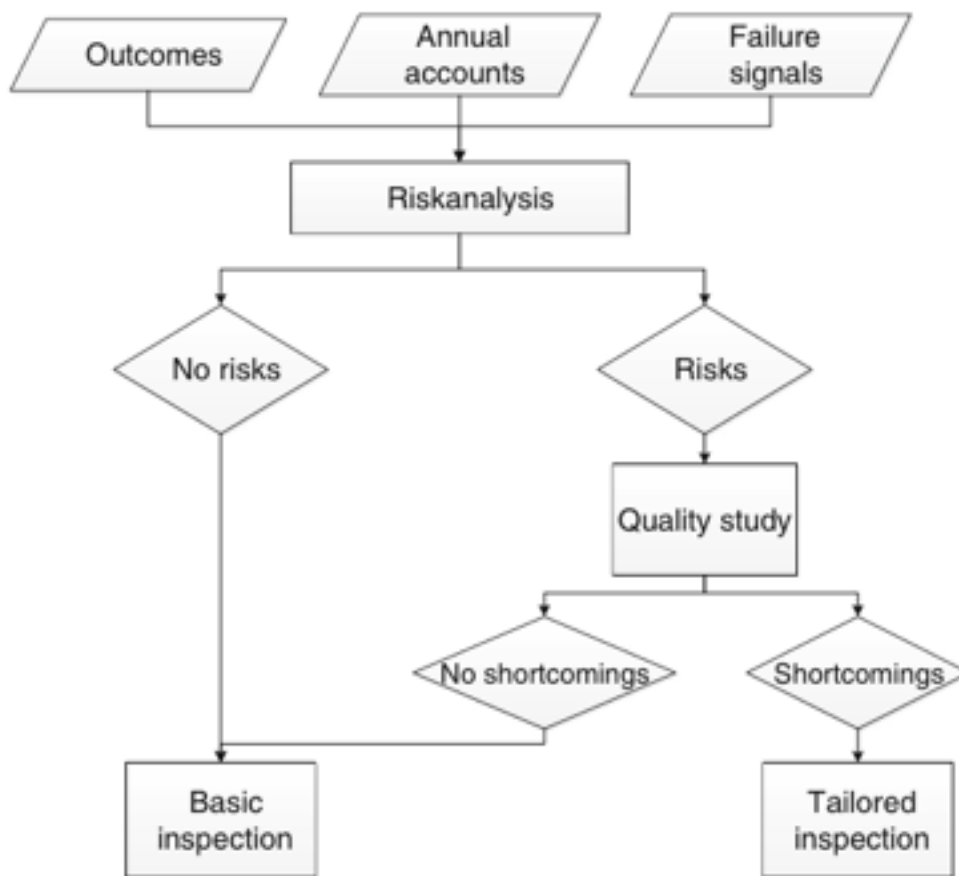 Outcomes
Annual
accounts
Failure
signals
Riskanalysis
No risks
Risks
Quality study
No shortcomings
Shortcomings
Basic
inspection
Tailored
inspection